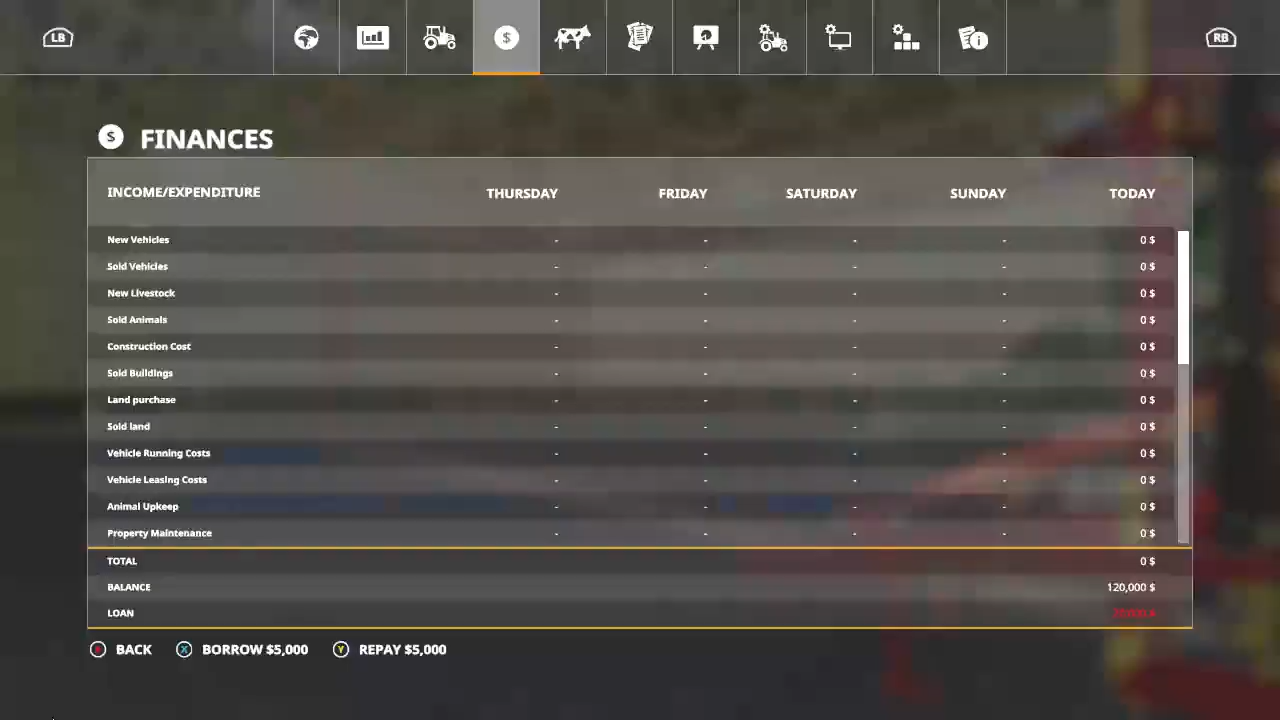 LB RB
$ FINANCES
INCOME/EXPENDITURE THURSDAY FRIDAY SATURDAY SUNDAY TODAY
New Vehicles - - - - 0 $
Sold Vehicles - - - - 0 $
New Livestock - - - - 0 $
Sold Animals - - - - 0 $
Construction Cost - - - - 0 $
Sold Buildings - - - - 0 $
Land purchase - - - - 0 $
Sold land - - - - 0 $
Vehicle Running Costs - - - - 0 $
Vehicle Leasing Costs - - - - 0 $
Animal Upkeep - - - - 0 $
Property Maintenance - - - - 0 $
TOTAL 0 $
BALANCE 120,000 $
LOAN
BACK X BORROW $5,000 Y REPAY $5,000